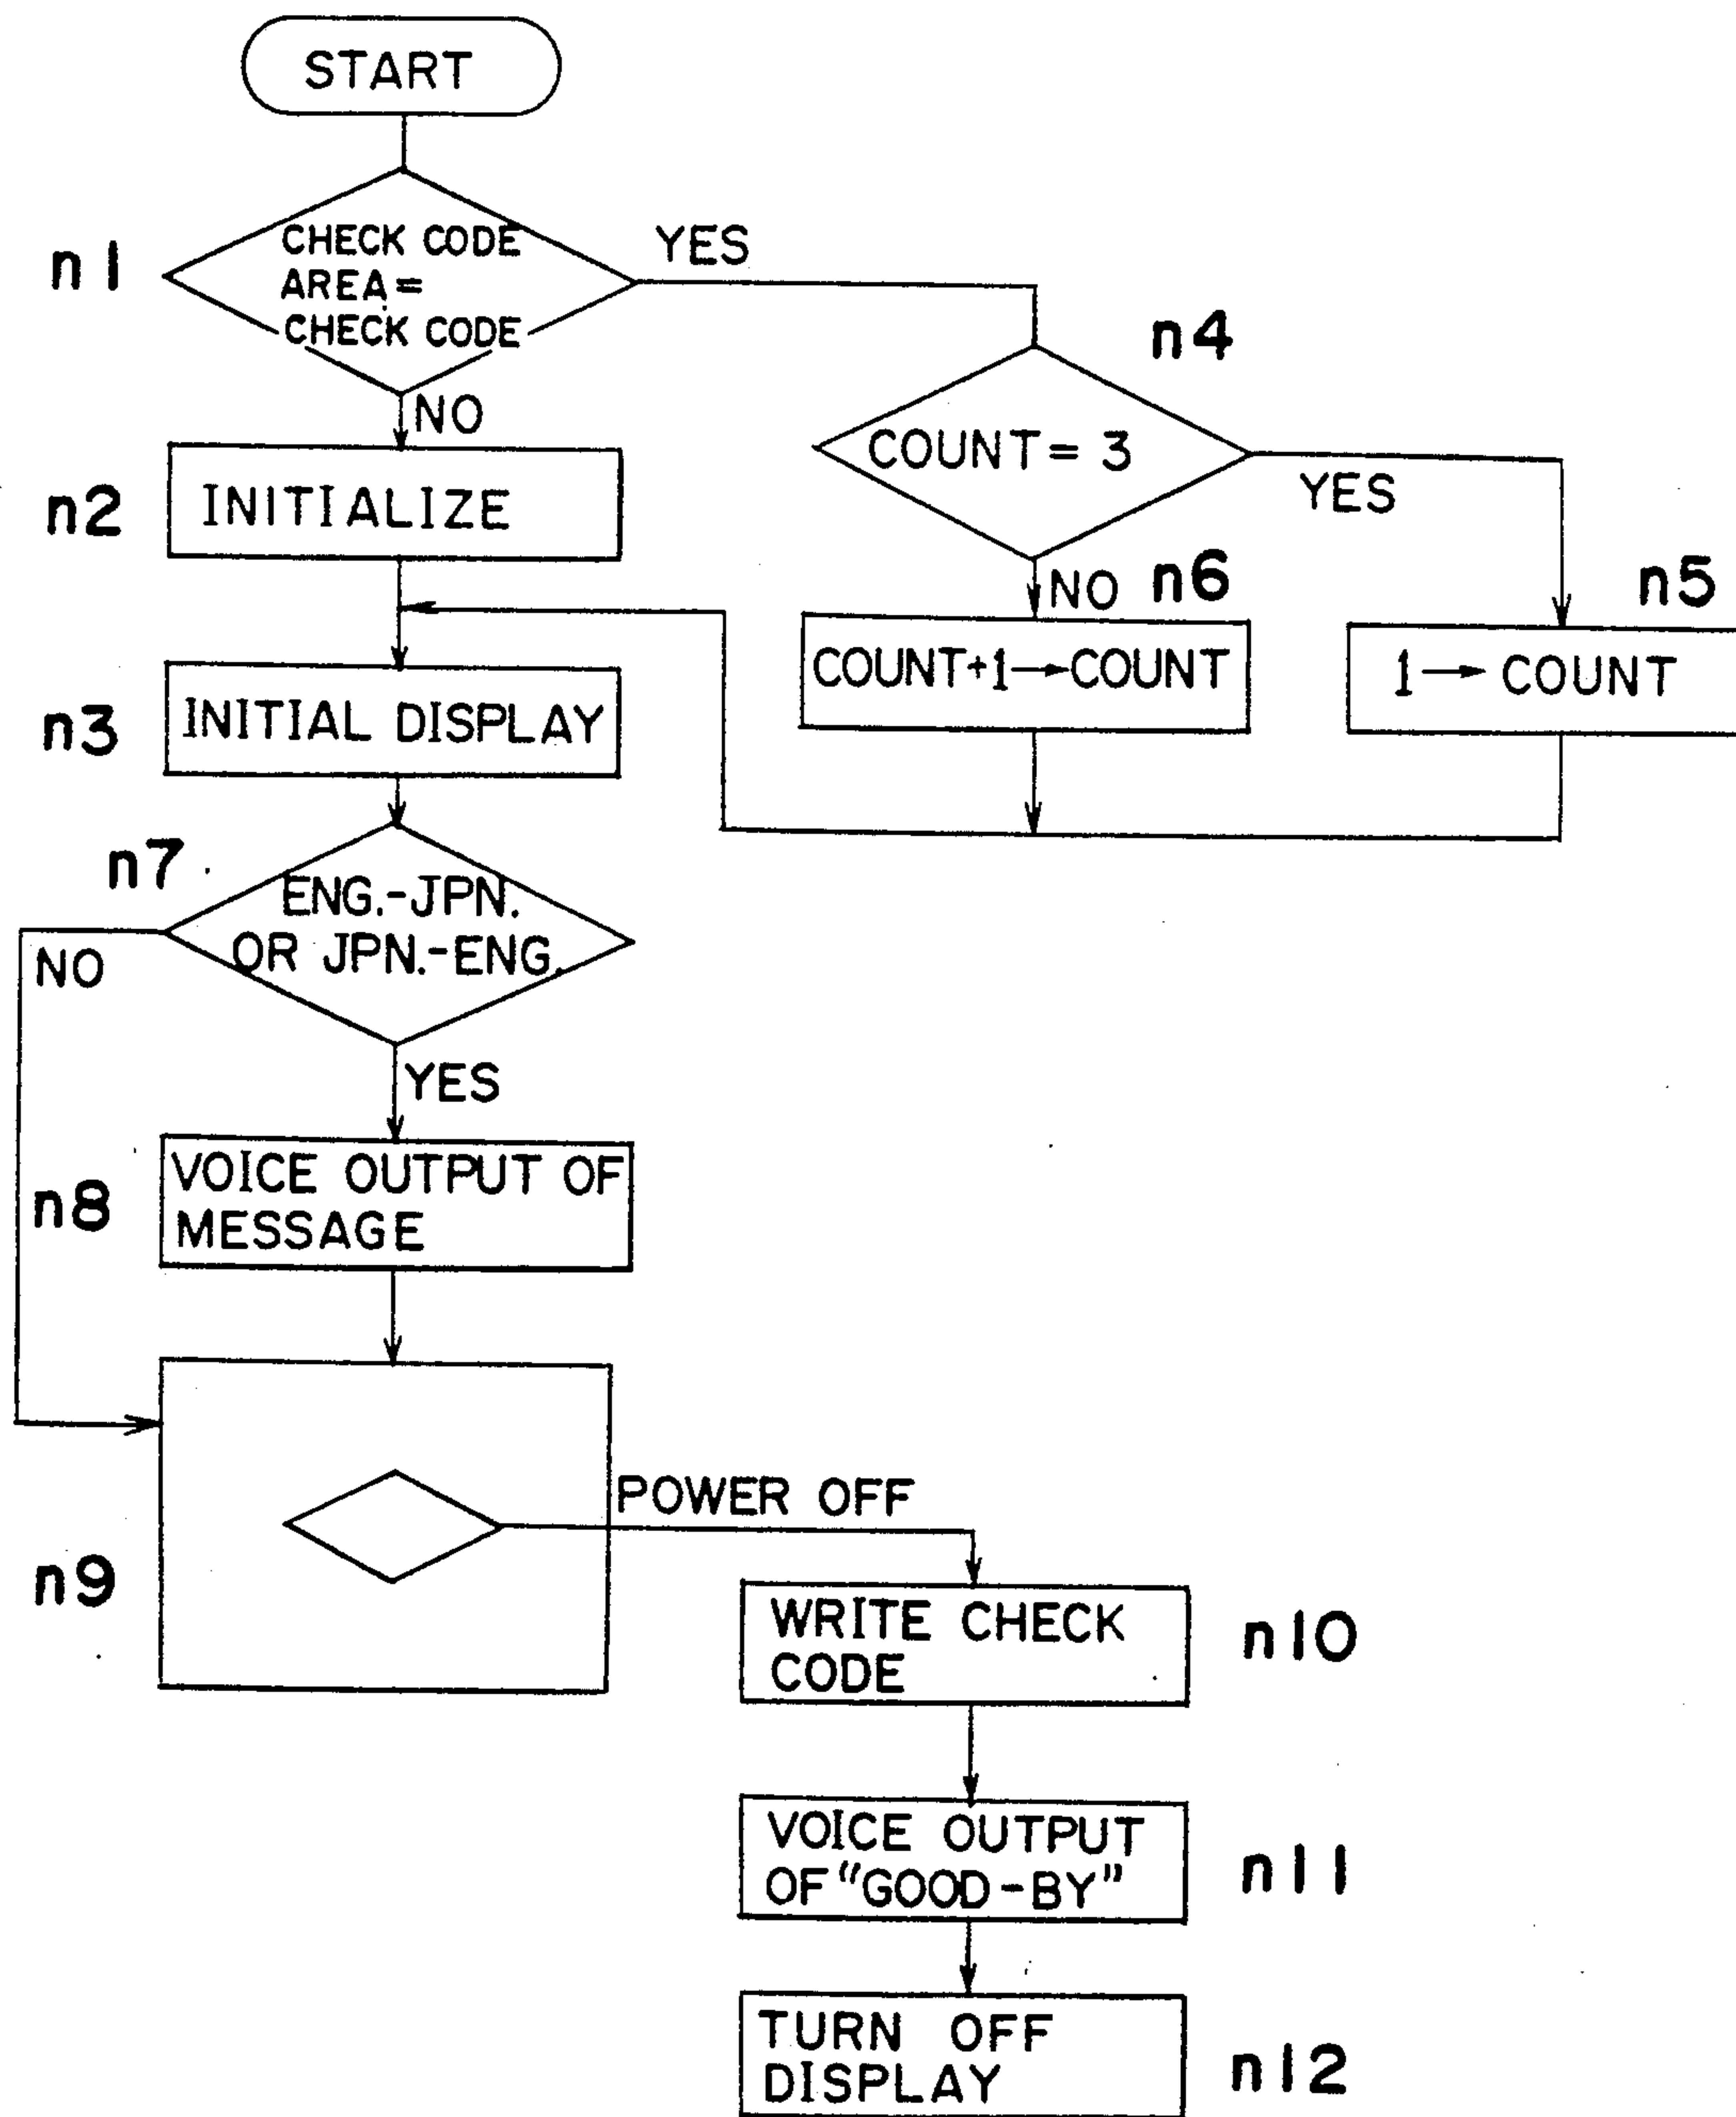 START
n1
CHECK CODE
AREA=
CHECK CODE
YES
NO
n4
COUNT= 3
YES
n2
INITIALIZE
NO
n6
n5
COUNT+1→COUNT
1→ COUNT
n3
INITIAL DISPLAY
n7
ENG.-JPN.
OR JPN.-ENG.
NO
YES
n8
VOICE OUTPUT OF
MESSAGE
n9
POWER OFF
WRITE CHECK
CODE
n10
VOICE OUTPUT
OF "GOOD-BY"
n11
TURN OFF
DISPLAY
n12